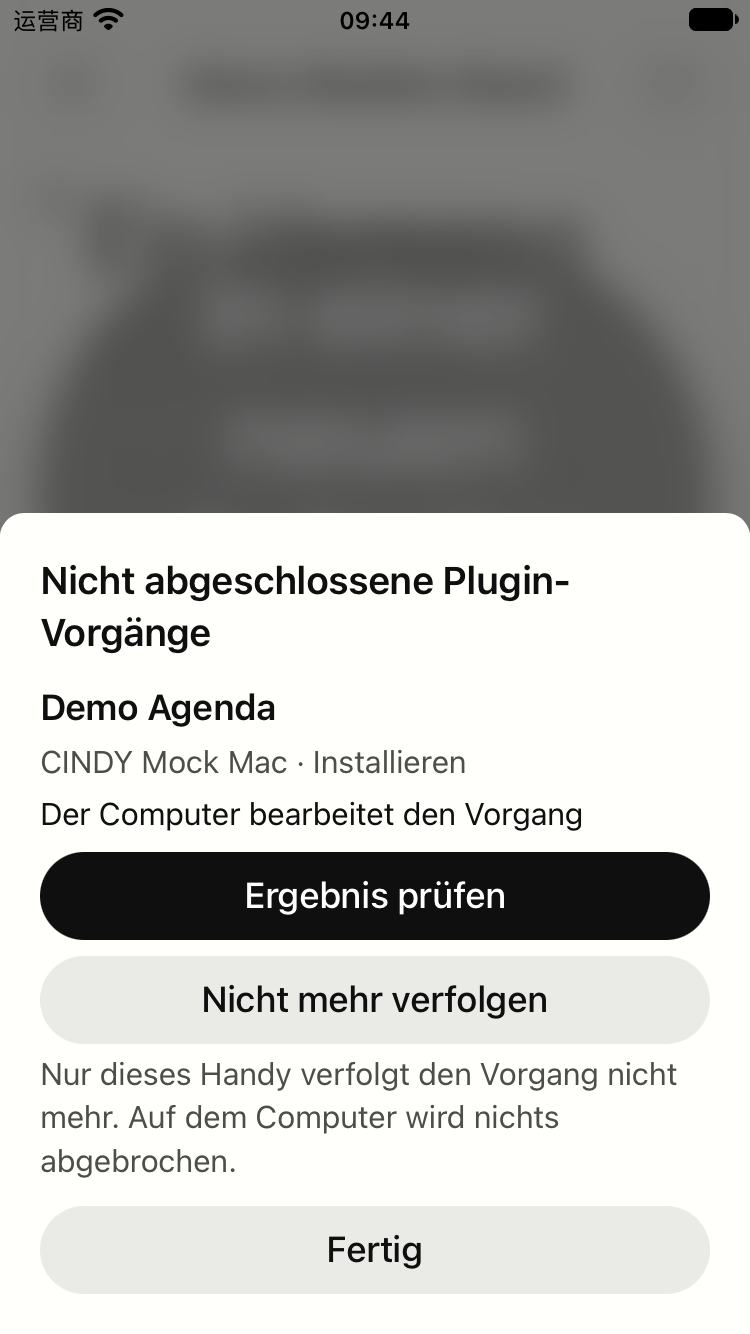 运营商
09:44
Nicht abgeschlossene Plugin-
Vorgänge
Demo Agenda
CINDY Mock Mac · Installieren
Der Computer bearbeitet den Vorgang
Ergebnis prüfen
Nicht mehr verfolgen
Nur dieses Handy verfolgt den Vorgang nicht
mehr. Auf dem Computer wird nichts
abgebrochen.
Fertig